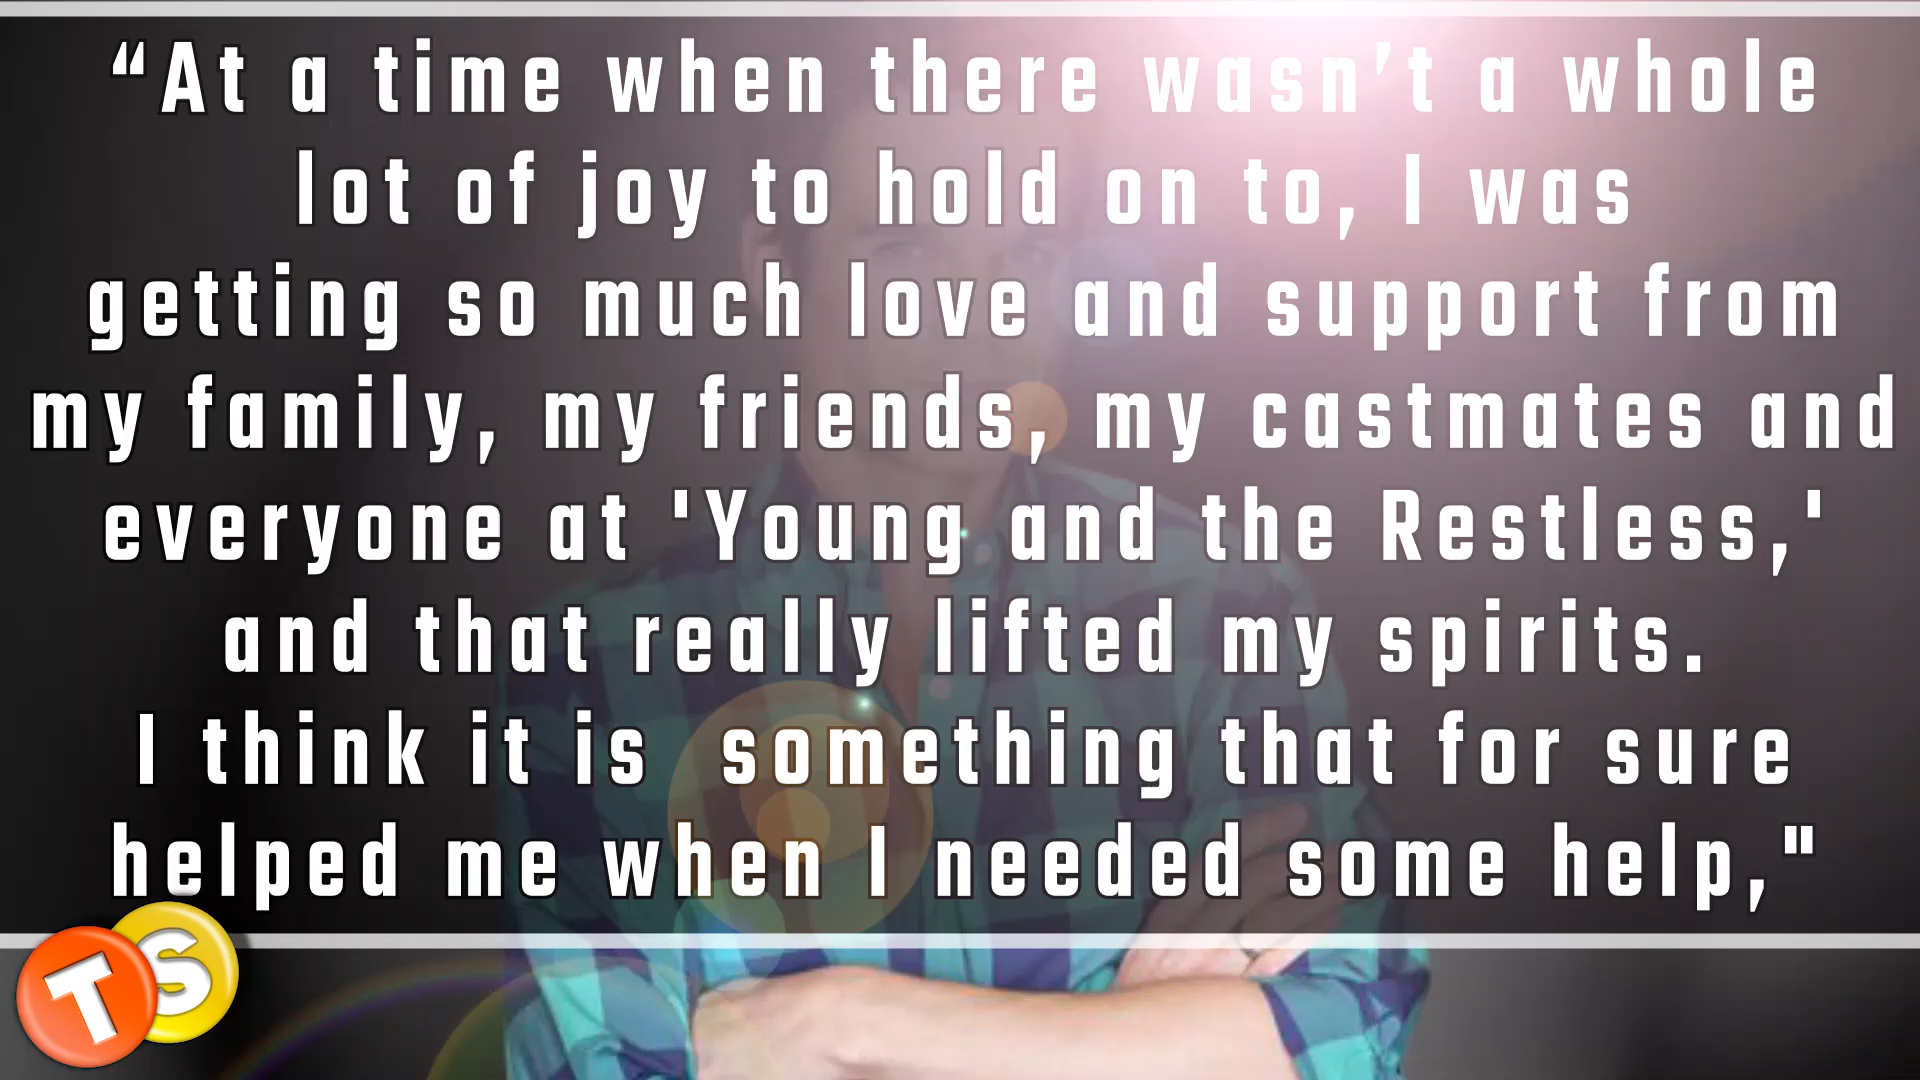 “At a time when there wasn’t a whole
lot of joy to hold on to, I was
getting so much love and support from
my family, my friends, my castmates and
everyone at 'Young and the Restless,'
and that really lifted my spirits.
I think it is  something that for sure
helped me when I needed some help,"
TS